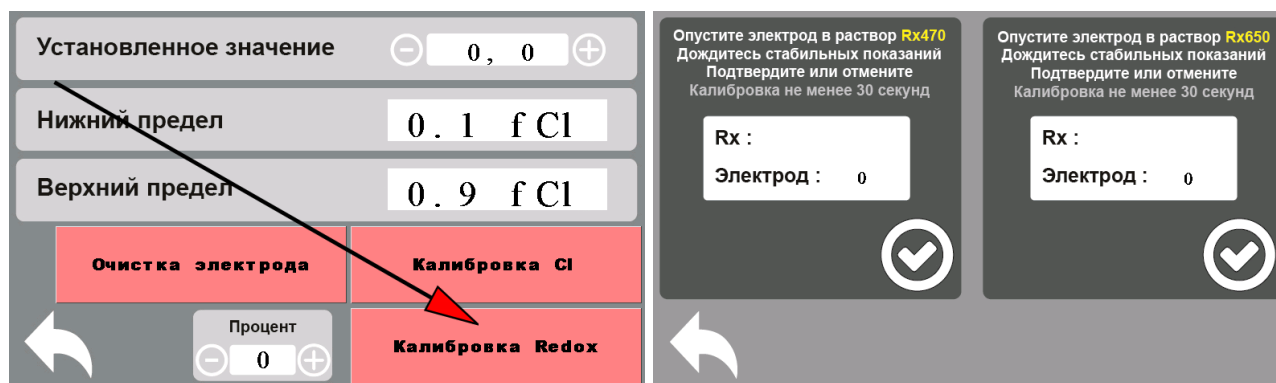 Установленное значение
0, 0
Нижний предел
0.1 fCl
Верхний предел
0.9 fCl
Очистка электрода
Калибровка Cl
Процент
0
Калибровка Redox
Опустите электрод в раствор Rx470
Дождитесь стабильных показаний
Подтвердите или отмените
Калибровка не менее 30 секунд
Rx :
Электрод : 0
Опустите электрод в раствор Rx650
Дождитесь стабильных показаний
Подтвердите или отмените
Калибровка не менее 30 секунд
Rx :
Электрод : 0